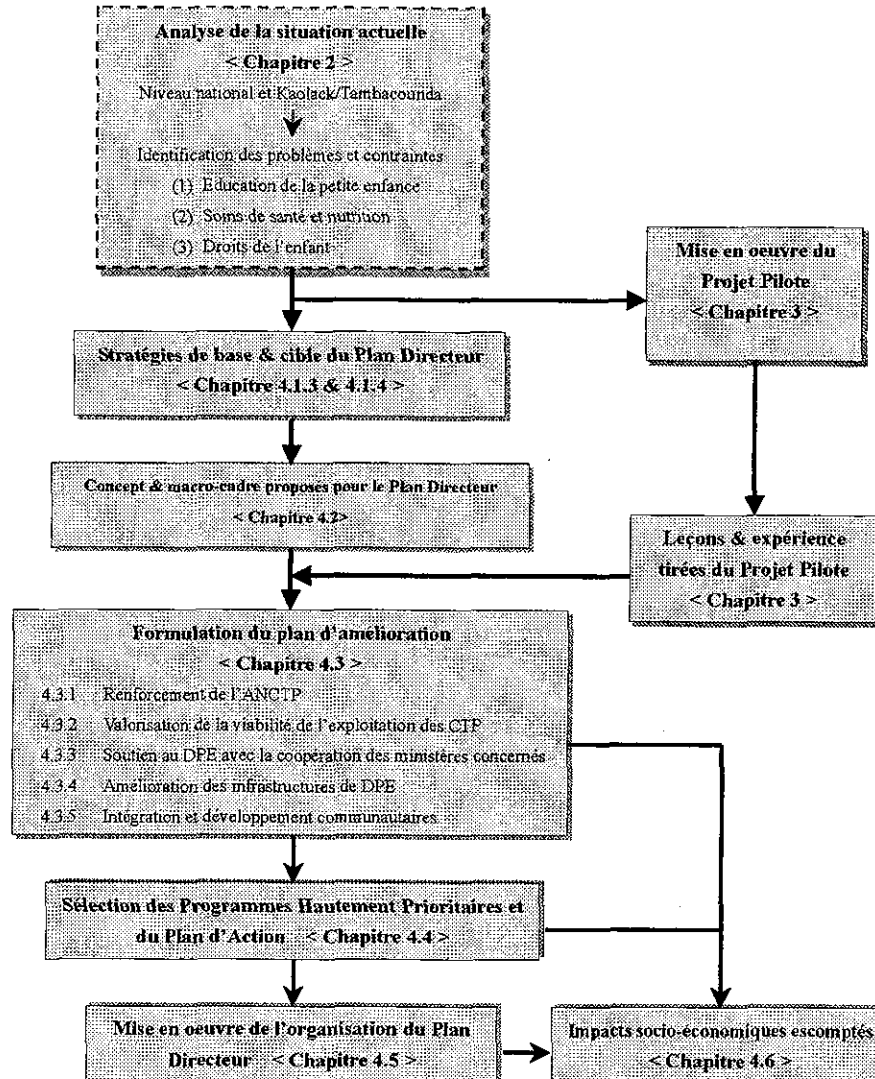 Analyse de la situation actuelle
< Chapitre 2 >
Niveau national et Kaolack/Tambacounda
Identification des problèmes et contraintes
(1) Education de la petite enfance
(2) Soins de santé et nutrition
(3) Droits de l'enfant
Mise en oeuvre du
Projet Pilote
< Chapitre 3 >
Stratégies de base & cible du Plan Directeur
< Chapitre 4.1.3 & 4.1.4 >
Concept & macro-cadre proposés pour le Plan Directeur
< Chapitre 4.2>
Leçons & expérience
tirées du Projet Pilote
< Chapitre 3 >
Formulation du plan d'amélioration
< Chapitre 4.3 >
4.3.1 Renforcement de l'ANCTP
4.3.2 Valorisation de la viabilité de l'exploitation des CTP
4.3.3 Soutien au DPE avec la coopération des ministères concernés
4.3.4 Amélioration des infrastructures de DPE
4.3.5 Intégration et développement communautaires
Sélection des Programmes Hautement Prioritaires et
du Plan d'Action < Chapitre 4.4 >
Mise en oeuvre de l'organisation du Plan
Directeur < Chapitre 4.5 >
Impacts socio-économiques escomptés
< Chapitre 4.6 >